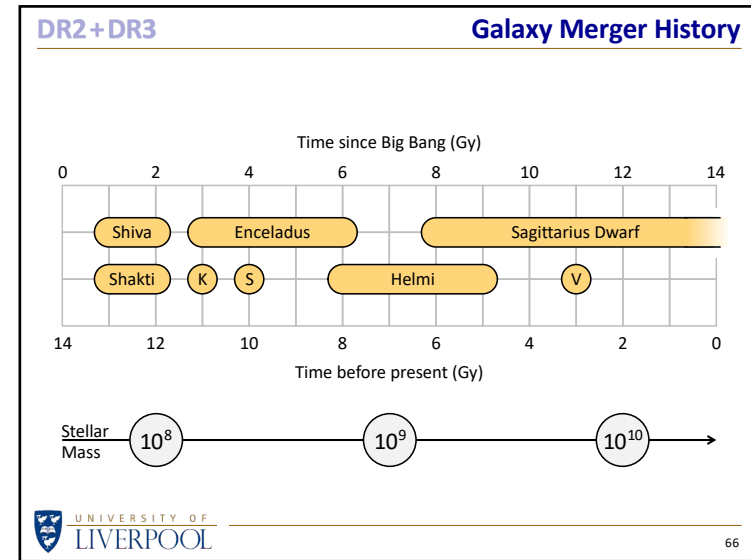 DR2+DR3 Galaxy Merger History
Time since Big Bang (Gy)
0 2 4 6 8 10 12 14
Shiva Enceladus Sagittarius Dwarf
Shakti K S Helmi V
14 12 10 8 6 4 2 0
Time before present (Gy)
Stellar
Mass
10⁸ 10⁹ 10¹⁰
UNIVERSITY OF
LIVERPOOL
66